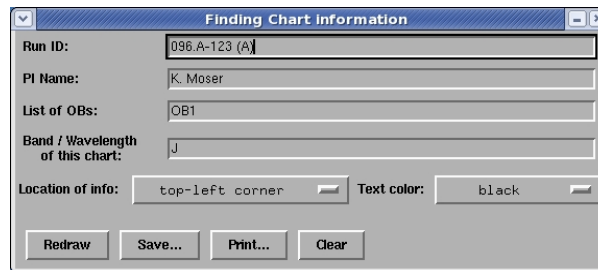 Finding Chart information
Run ID: 096.A-123 (A)
PI Name: K. Moser
List of OBs: OB1
Band / Wavelength
of this chart: J
Location of info: top-left corner Text color: black
Redraw Save... Print... Clear